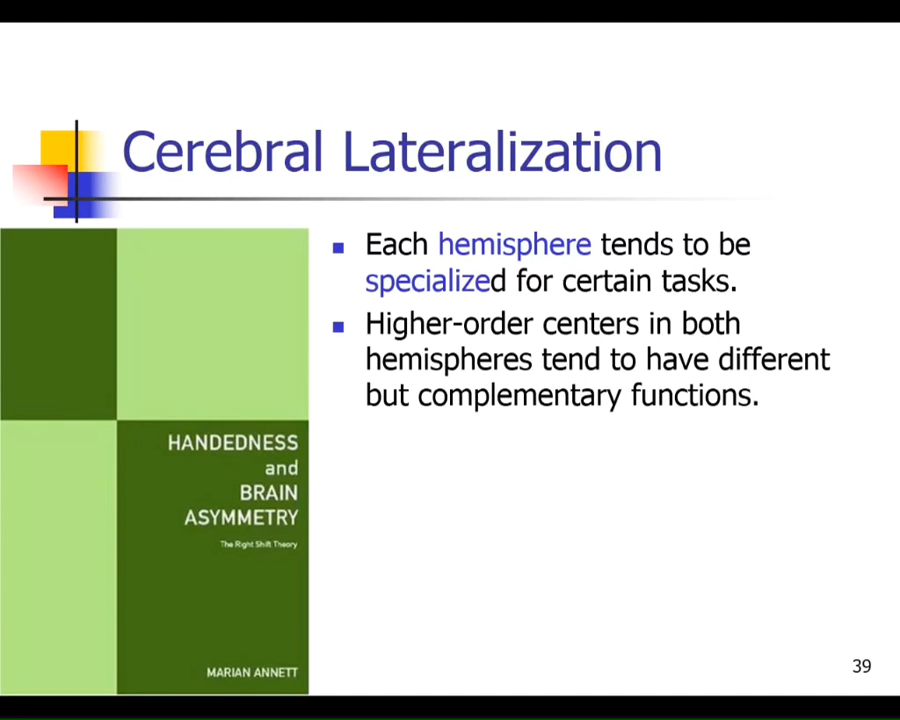 Cerebral Lateralization
Each hemisphere tends to be
specialized for certain tasks.
Higher-order centers in both
hemispheres tend to have different
but complementary functions.
HANDEDNESS
and
BRAIN
ASYMMETRY
The Right Shift Theory
MARIAN ANNETT
39